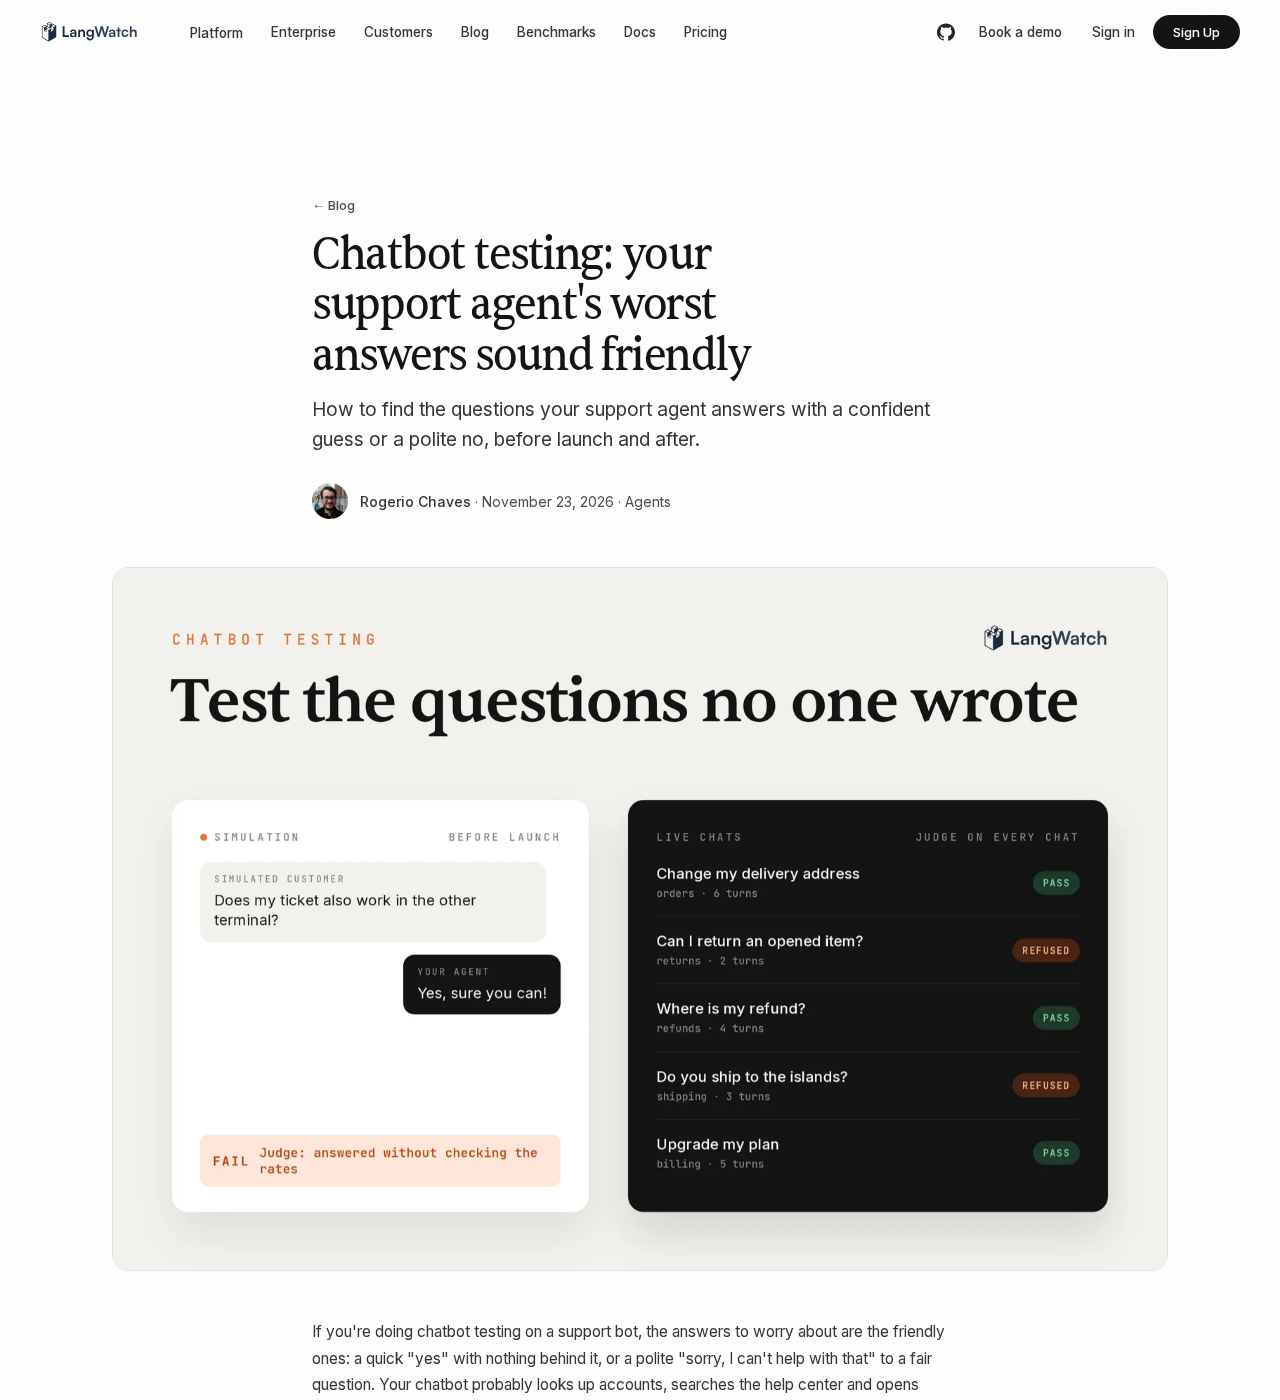 LangWatch
Platform
Enterprise
Customers
Blog
Benchmarks
Docs
Pricing
Book a demo
Sign in
Sign Up
← Blog
Chatbot testing: your
support agent's worst
answers sound friendly
How to find the questions your support agent answers with a confident
guess or a polite no, before launch and after.
Rogerio Chaves · November 23, 2026 · Agents
CHATBOT TESTING
LangWatch
Test the questions no one wrote
SIMULATION
BEFORE LAUNCH
SIMULATED CUSTOMER
Does my ticket also work in the other
terminal?
YOUR AGENT
Yes, sure you can!
FAIL
Judge: answered without checking the
rates
LIVE CHATS
JUDGE ON EVERY CHAT
Change my delivery address
orders · 6 turns
PASS
Can I return an opened item?
returns · 2 turns
REFUSED
Where is my refund?
refunds · 4 turns
PASS
Do you ship to the islands?
shipping · 3 turns
REFUSED
Upgrade my plan
billing · 5 turns
PASS
If you're doing chatbot testing on a support bot, the answers to worry about are the friendly
ones: a quick "yes" with nothing behind it, or a polite "sorry, I can't help with that" to a fair
question. Your chatbot probably looks up accounts, searches the help center and opens